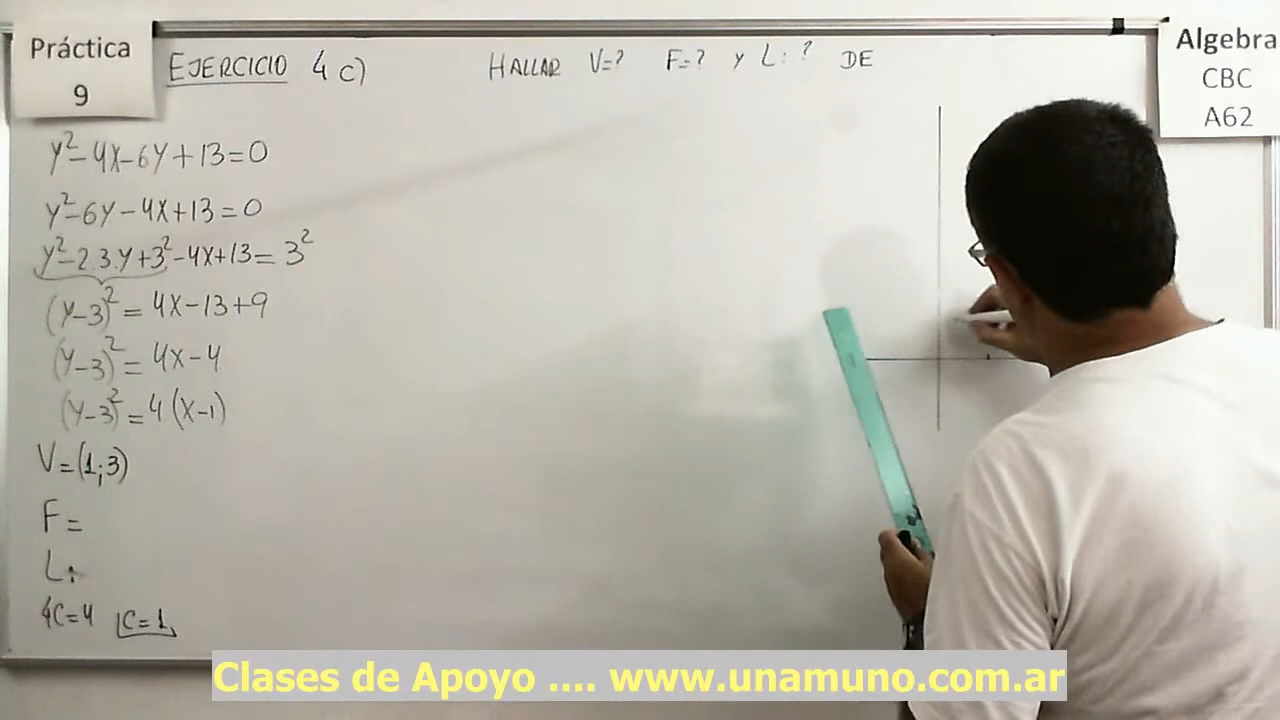 Práctica
9
EJERCICIO 4 c)
HALLAR V=? F=? Y L:? DE
Algebra
CBC
A62
y²-4x-6y+13=0
y²-6y-4x+13=0
y²-2.3.y+3²-4x+13=3²
(y-3)²=4x-13+9
(y-3)²=4x-4
(y-3)²=4(x-1)
V=(1;3)
F=
L:
4C=4 C=1
Clases de Apoyo .... www.unamuno.com.ar